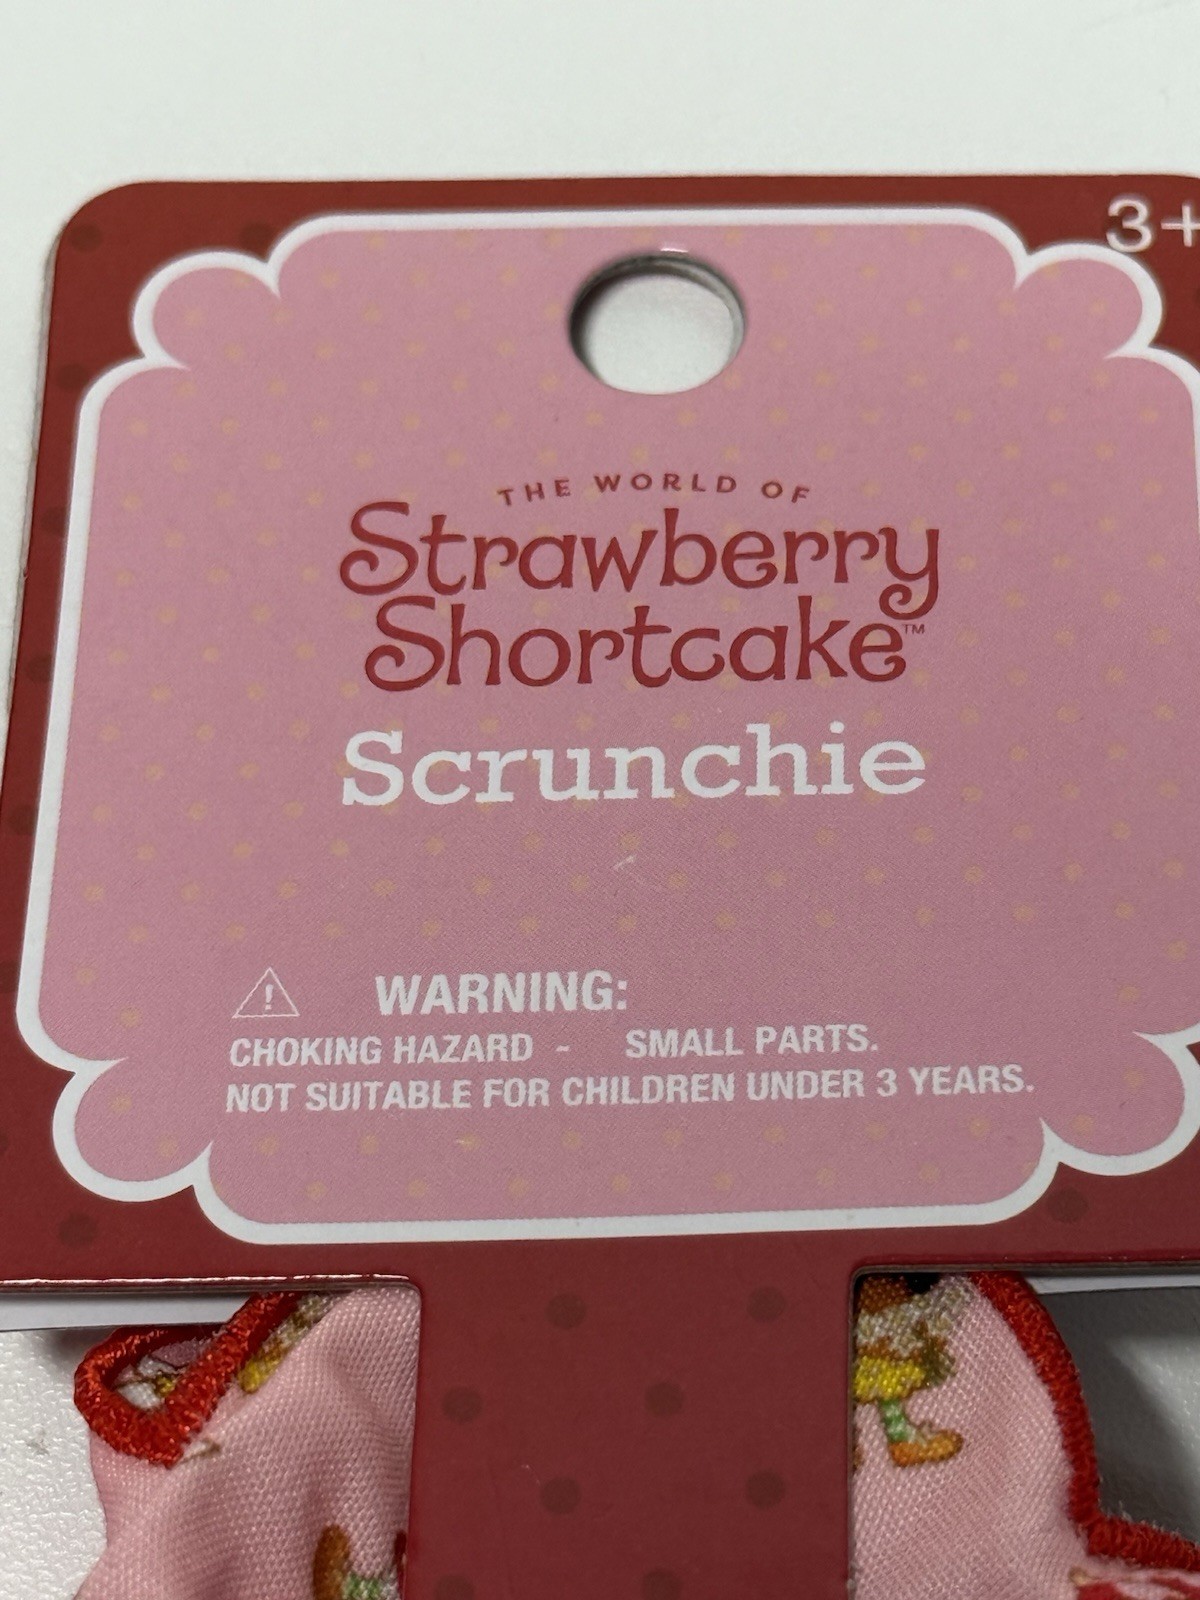 3+
THE WORLD OF
Strawberry
Shortcake™
Scrunchie
WARNING:
CHOKING HAZARD - SMALL PARTS.
NOT SUITABLE FOR CHILDREN UNDER 3 YEARS.